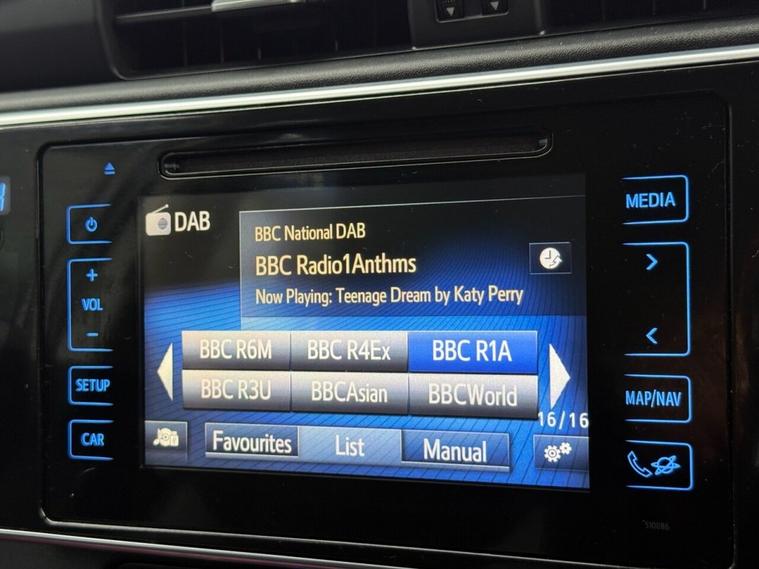 DAB
BBC National DAB
BBC Radio1Anthms
Now Playing: Teenage Dream by Katy Perry
BBC R6M BBC R4Ex BBC R1A
BBC R3U BBCAsian BBCWorld
16/16
Favourites List Manual
+
VOL
-
SETUP
CAR
MEDIA
>
<
MAP/NAV
510086